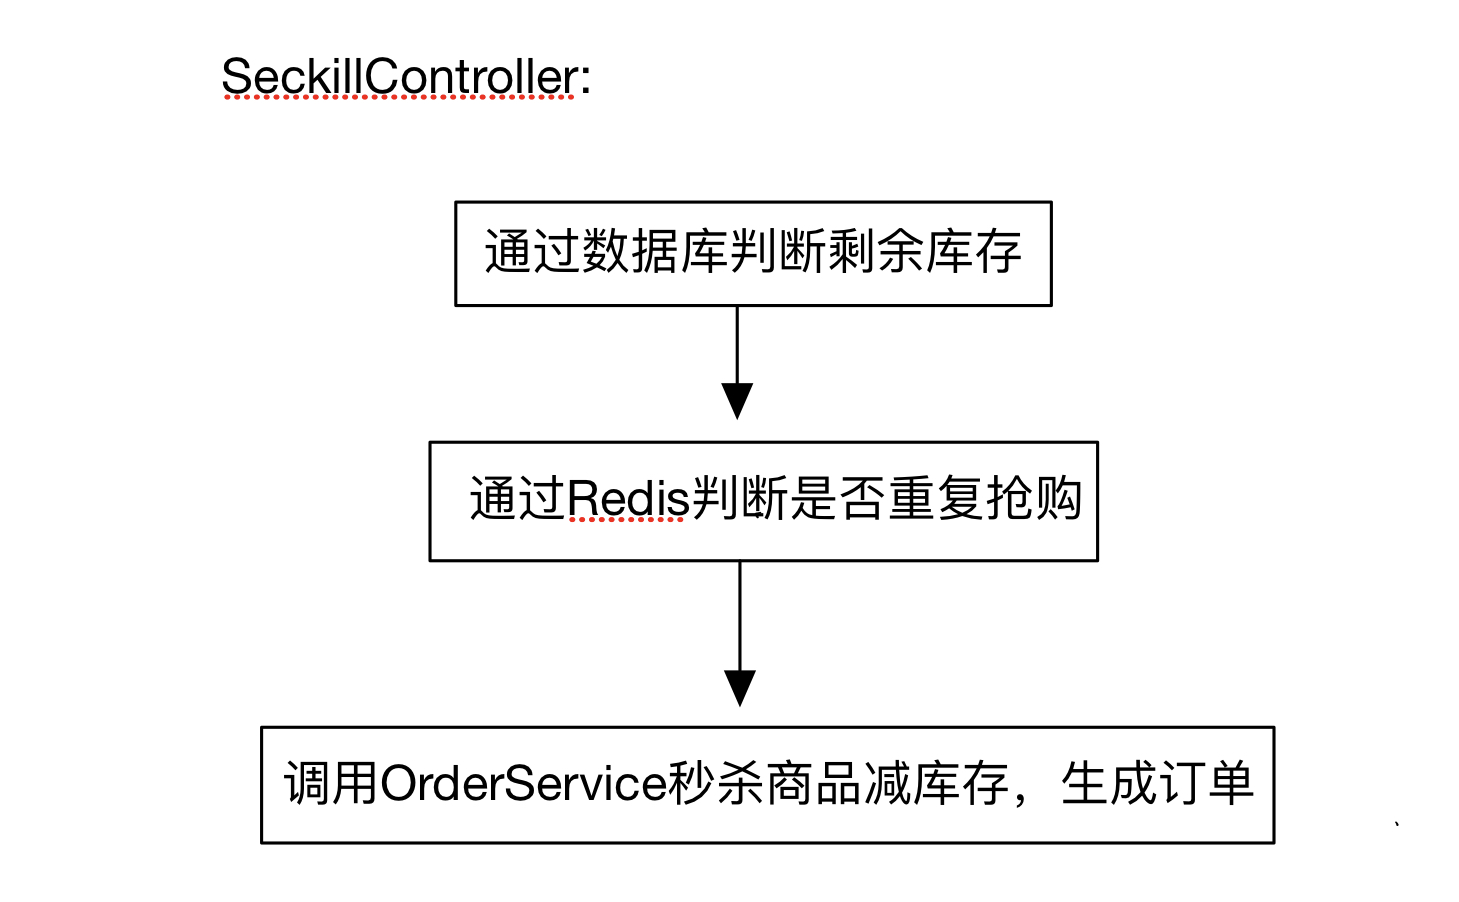 SeckillController:
通过数据库判断剩余库存
通过Redis判断是否重复抢购
调用OrderService秒杀商品减库存，生成订单
、